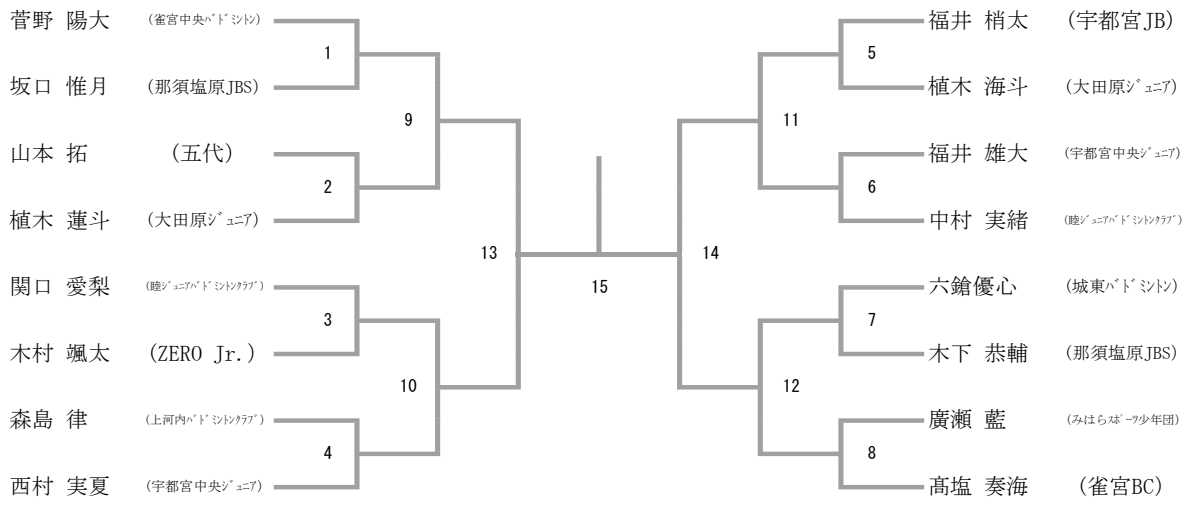 菅野 陽大 (雀宮中央ﾊﾞﾄﾞﾐﾝﾄﾝ)
1
坂口 惟月 (那須塩原JBS)
9
山本 拓 (五代)
2
植木 蓮斗 (大田原ｼﾞｭﾆｱ)
13
関口 愛梨 (睦ｼﾞｭﾆｱﾊﾞﾄﾞﾐﾝﾄﾝｸﾗﾌﾞ)
3
木村 颯太 (ZERO Jr.)
10
森島 律 (上河内ﾊﾞﾄﾞﾐﾝﾄﾝｸﾗﾌﾞ)
4
西村 実夏 (宇都宮中央ｼﾞｭﾆｱ)
15
福井 梢太 (宇都宮JB)
5
植木 海斗 (大田原ｼﾞｭﾆｱ)
11
福井 雄大 (宇都宮中央ｼﾞｭﾆｱ)
6
中村 実緒 (睦ｼﾞｭﾆｱﾊﾞﾄﾞﾐﾝﾄﾝｸﾗﾌﾞ)
14
六鎗優心 (城東ﾊﾞﾄﾞﾐﾝﾄﾝ)
7
木下 恭輔 (那須塩原JBS)
12
廣瀬 藍 (みはらｽﾎﾟｰﾂ少年団)
8
髙塩 奏海 (雀宮BC)